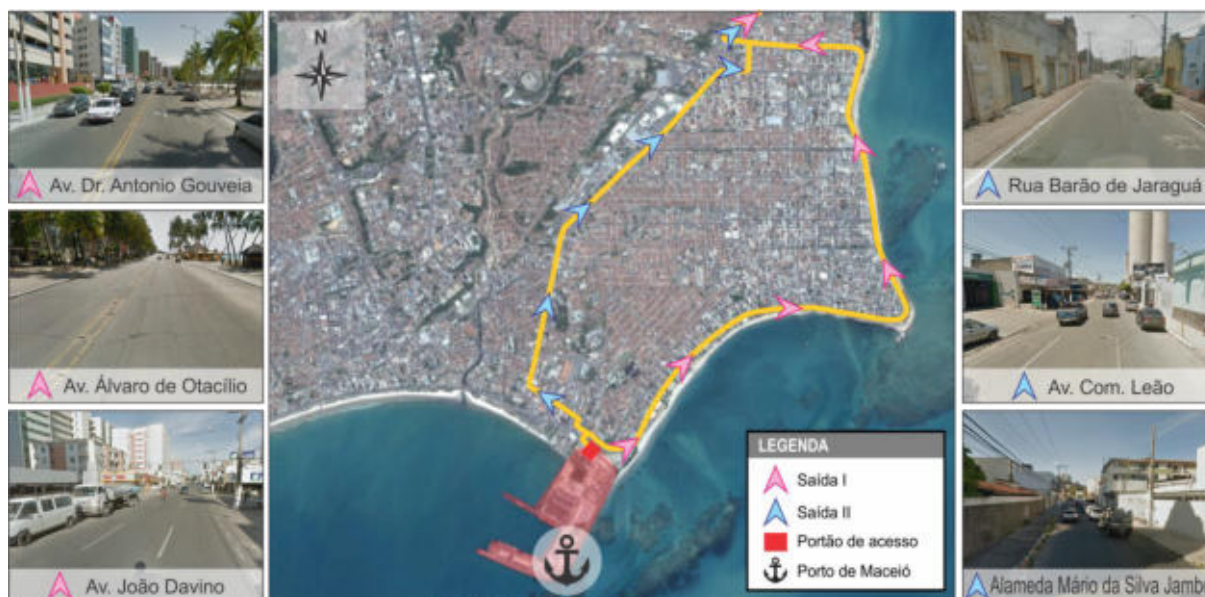 Av. Dr. Antonio Gouveia
Av. Álvaro de Otacílio
Av. João Davino
N
LEGENDA
Saída I
Saída II
Portão de acesso
Porto de Maceió
Rua Barão de Jaraguá
Av. Com. Leão
Alameda Mário da Silva Jambo